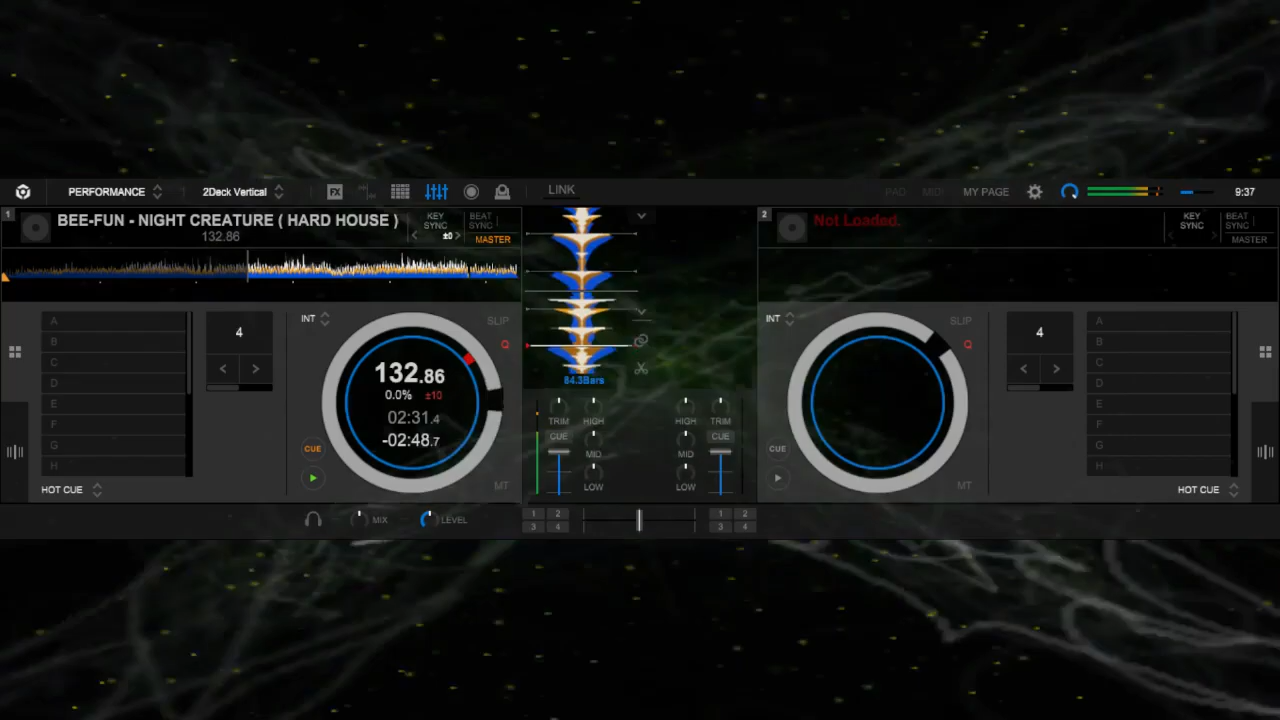 PERFORMANCE 2Deck Vertical FX LINK PAD MIDI MY PAGE 9:37
1 BEE-FUN - NIGHT CREATURE ( HARD HOUSE ) KEY SYNC BEAT SYNC
132.86 ±0 MASTER
2 Not Loaded. KEY SYNC BEAT SYNC
MASTER
A
B
C
D
E
F
G
H
HOT CUE
4
INT
SLIP
Q
132.86
0.0% ±10
02:31.4
-02:48.7
CUE
MT
84.3Bars
TRIM HIGH HIGH TRIM
CUE CUE
MID MID
LOW LOW
INT
SLIP
Q
CUE
MT
4
A
B
C
D
E
F
G
H
HOT CUE
MIX LEVEL
1 2 1 2
3 4 3 4